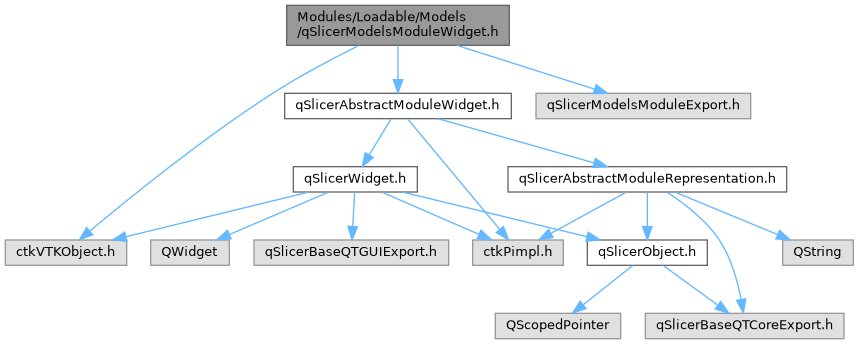 Modules/Loadable/Models
/qSlicerModelsModuleWidget.h
qSlicerAbstractModuleWidget.h
qSlicerModelsModuleExport.h
qSlicerWidget.h
qSlicerAbstractModuleRepresentation.h
ctkVTKObject.h
QWidget
qSlicerBaseQTGUIExport.h
ctkPimpl.h
qSlicerObject.h
QString
QScopedPointer
qSlicerBaseQTCoreExport.h